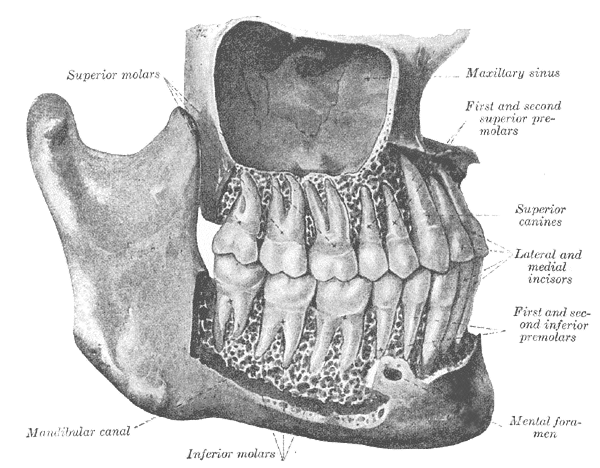 Superior molars
Maxillary sinus
First and second
superior pre-
molars
Superior
canines
Lateral and
medial
incisors
First and sec-
ond inferior
premolars
Mental fora-
men
Mandibular canal
Inferior molars